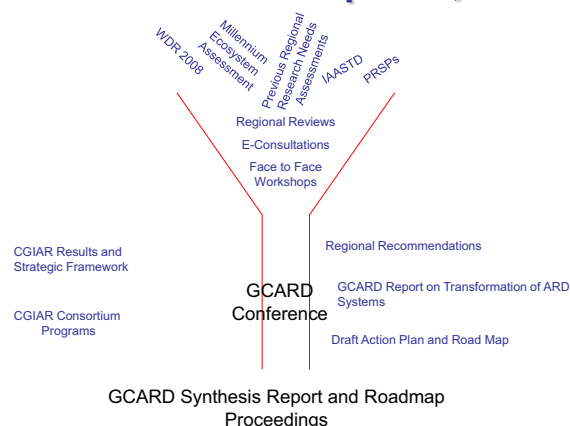 WDR 2008
Millennium
Ecosystem
Assessment
Previous Regional
Research Needs
Assessments
IAASTD
PRSPs
Regional Reviews
E-Consultations
Face to Face
Workshops
CGIAR Results and
Strategic Framework
CGIAR Consortium
Programs
GCARD
Conference
Regional Recommendations
GCARD Report on Transformation of ARD
Systems
Draft Action Plan and Road Map
GCARD Synthesis Report and Roadmap
Proceedings